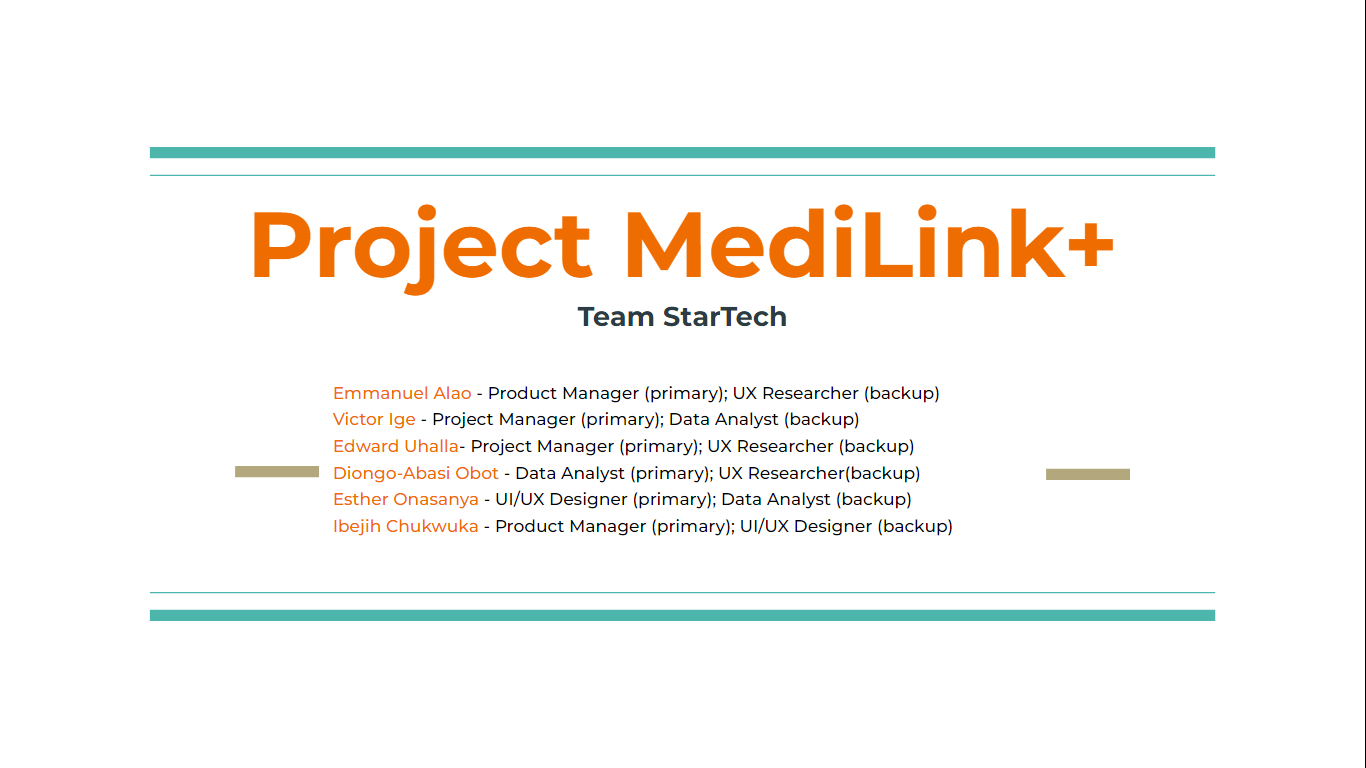 Project MediLink+
Team StarTech
Emmanuel Alao - Product Manager (primary); UX Researcher (backup)
Victor Ige - Project Manager (primary); Data Analyst (backup)
Edward Uhalla- Project Manager (primary); UX Researcher (backup)
Diongo-Abasi Obot - Data Analyst (primary); UX Researcher(backup)
Esther Onasanya - UI/UX Designer (primary); Data Analyst (backup)
Ibejih Chukwuka - Product Manager (primary); UI/UX Designer (backup)